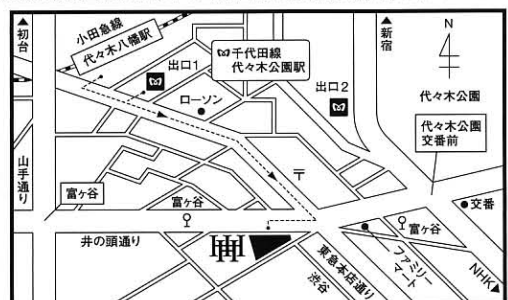 ▲初台
小田急線
代々木八幡駅
千代田線
代々木公園駅
出口1
ローソン
出口2
▲新宿
N
代々木公園
代々木公園
交番前
山手通り
〒
富ヶ谷
富ヶ谷
交番
富ヶ谷
井の頭通り
HH
東急本店通り
渋谷
ファミリー
マート
NHK▲